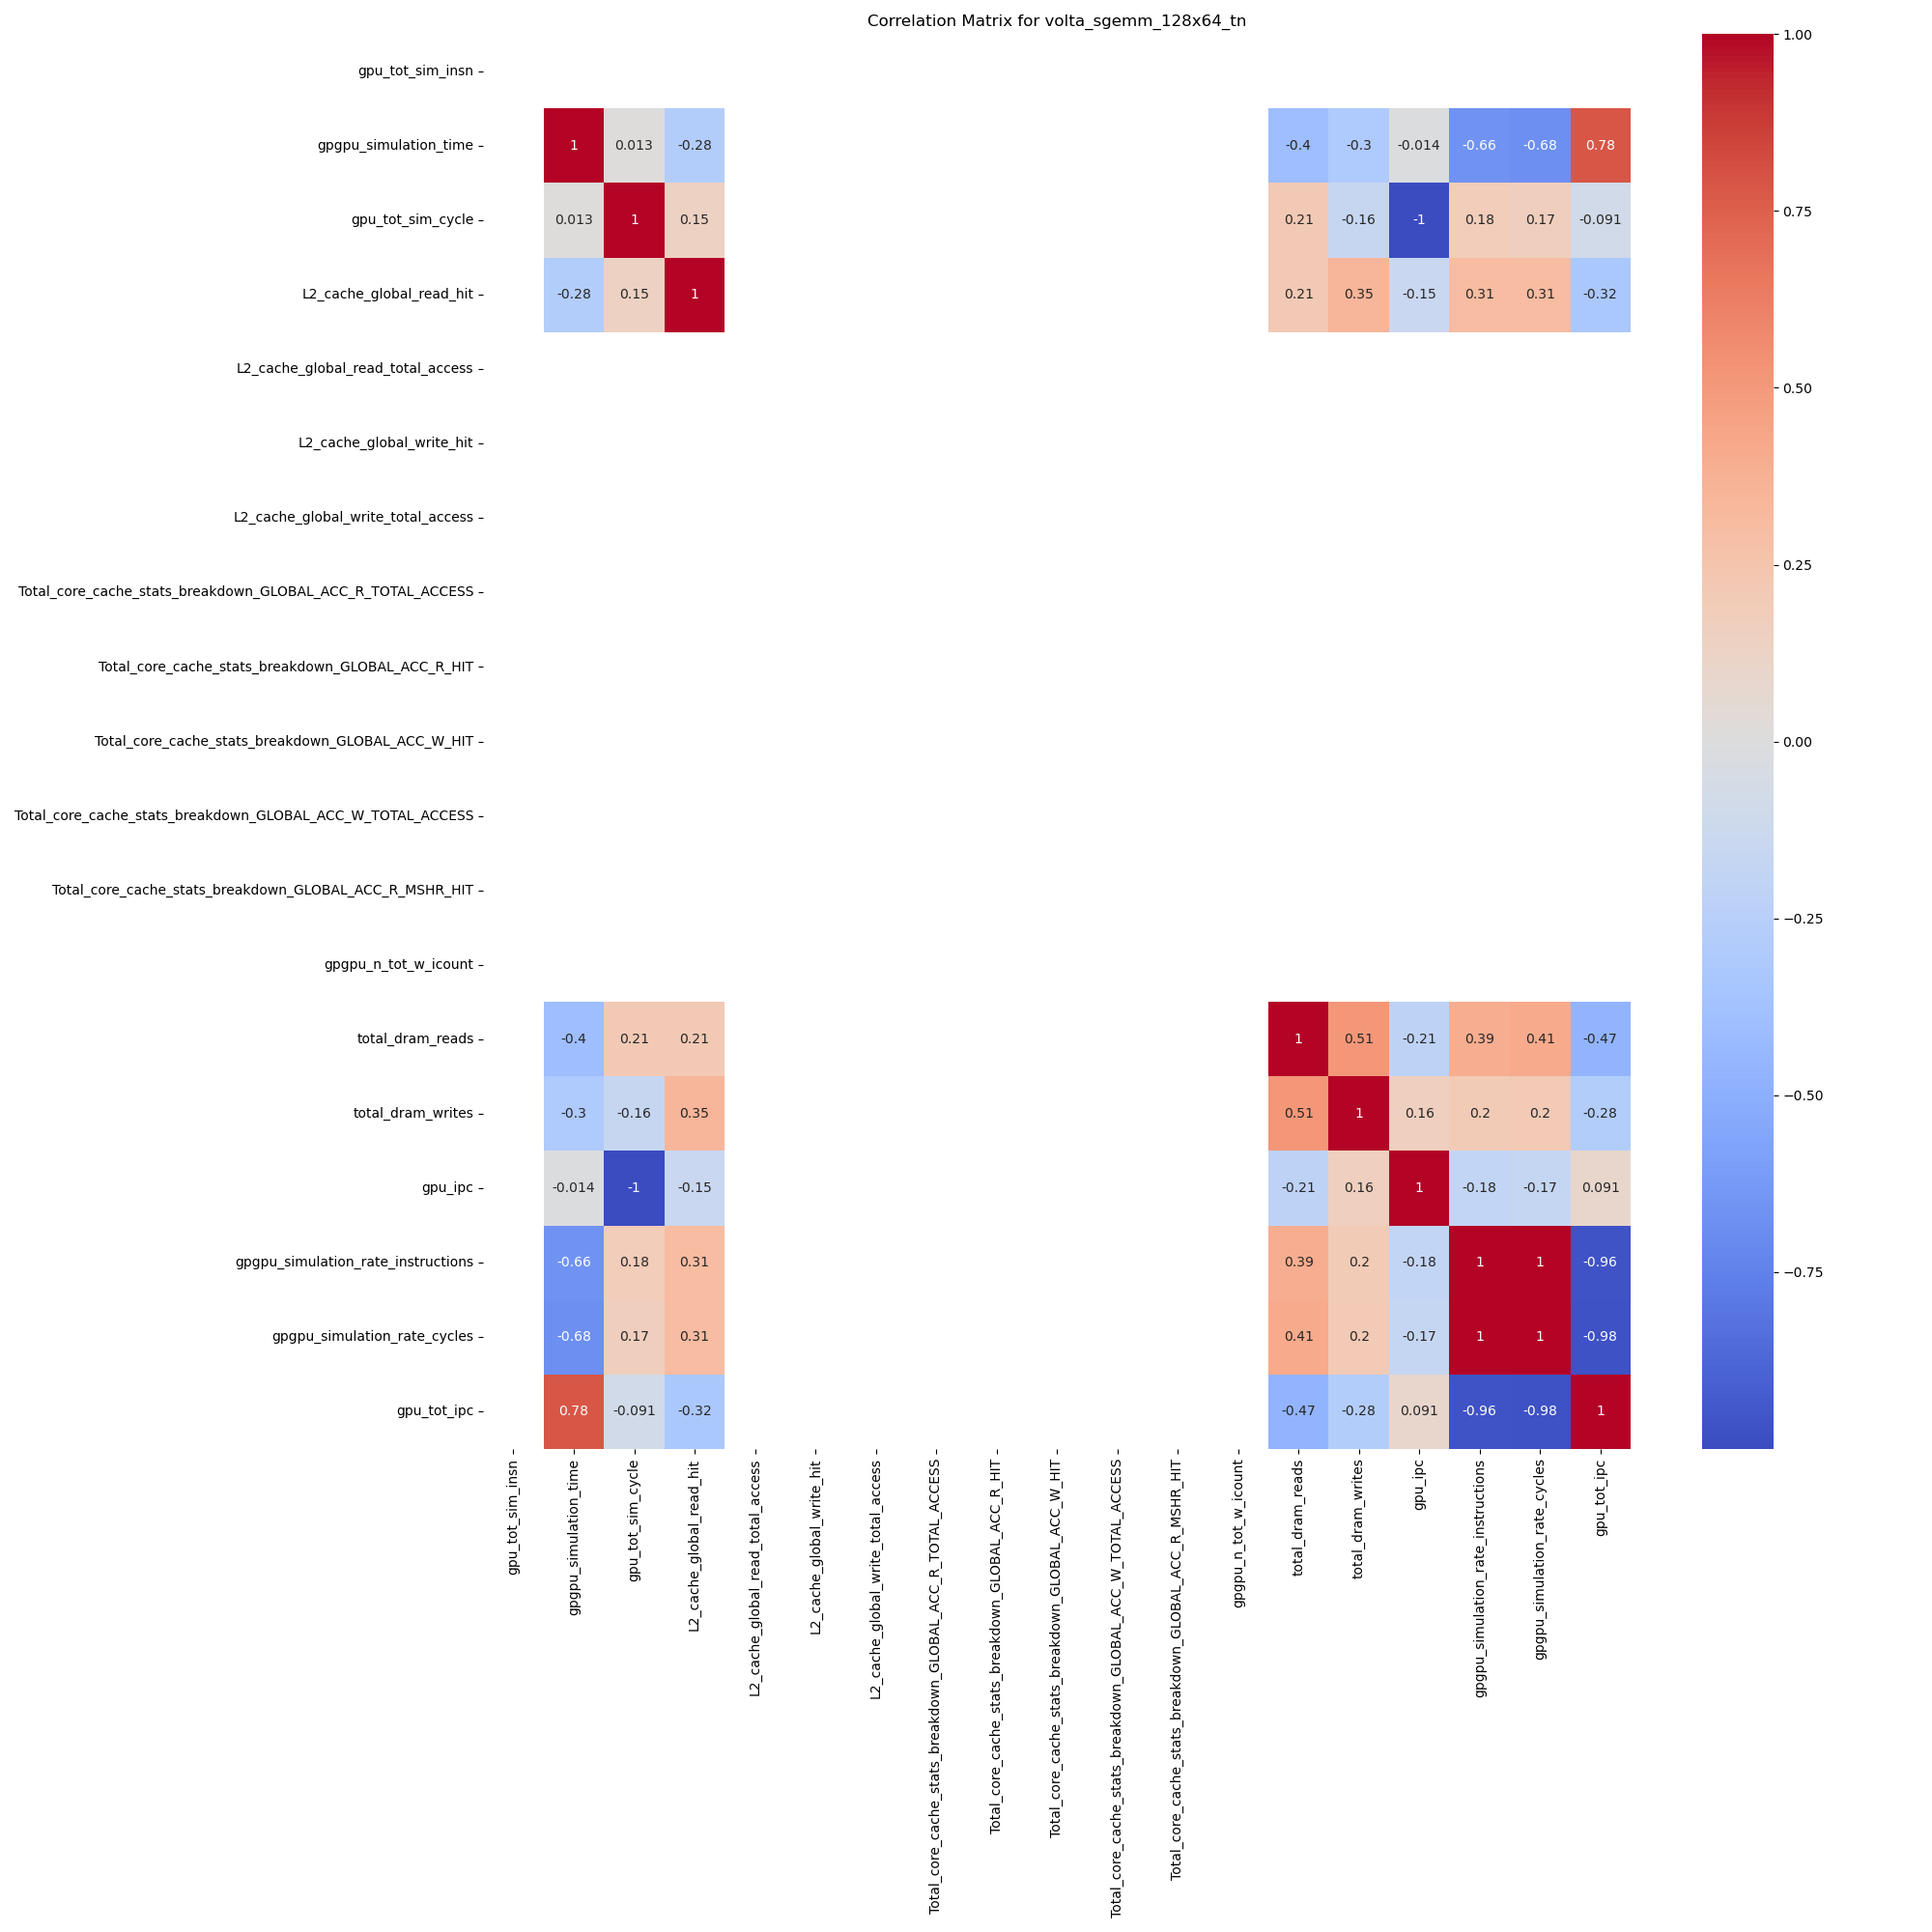 Correlation Matrix for volta_sgemm_128x64_tn
gpu_tot_sim_insn
gpgpu_simulation_time
1 0.013 -0.28 -0.4 -0.3 -0.014 -0.66 -0.68 0.78
gpu_tot_sim_cycle
0.013 1 0.15 0.21 -0.16 -1 0.18 0.17 -0.091
L2_cache_global_read_hit
-0.28 0.15 1 0.21 0.35 -0.15 0.31 0.31 -0.32
L2_cache_global_read_total_access
L2_cache_global_write_hit
L2_cache_global_write_total_access
Total_core_cache_stats_breakdown_GLOBAL_ACC_R_TOTAL_ACCESS
Total_core_cache_stats_breakdown_GLOBAL_ACC_R_HIT
Total_core_cache_stats_breakdown_GLOBAL_ACC_W_HIT
Total_core_cache_stats_breakdown_GLOBAL_ACC_W_TOTAL_ACCESS
Total_core_cache_stats_breakdown_GLOBAL_ACC_R_MSHR_HIT
gpgpu_n_tot_w_icount
total_dram_reads
-0.4 0.21 0.21 1 0.51 -0.21 0.39 0.41 -0.47
total_dram_writes
-0.3 -0.16 0.35 0.51 1 0.16 0.2 0.2 -0.28
gpu_ipc
-0.014 -1 -0.15 -0.21 0.16 1 -0.18 -0.17 0.091
gpgpu_simulation_rate_instructions
-0.66 0.18 0.31 0.39 0.2 -0.18 1 1 -0.96
gpgpu_simulation_rate_cycles
-0.68 0.17 0.31 0.41 0.2 -0.17 1 1 -0.98
gpu_tot_ipc
0.78 -0.091 -0.32 -0.47 -0.28 0.091 -0.96 -0.98 1
gpu_tot_sim_insn
gpgpu_simulation_time
gpu_tot_sim_cycle
L2_cache_global_read_hit
L2_cache_global_read_total_access
L2_cache_global_write_hit
L2_cache_global_write_total_access
Total_core_cache_stats_breakdown_GLOBAL_ACC_R_TOTAL_ACCESS
Total_core_cache_stats_breakdown_GLOBAL_ACC_R_HIT
Total_core_cache_stats_breakdown_GLOBAL_ACC_W_HIT
Total_core_cache_stats_breakdown_GLOBAL_ACC_W_TOTAL_ACCESS
Total_core_cache_stats_breakdown_GLOBAL_ACC_R_MSHR_HIT
gpgpu_n_tot_w_icount
total_dram_reads
total_dram_writes
gpu_ipc
gpgpu_simulation_rate_instructions
gpgpu_simulation_rate_cycles
gpu_tot_ipc
1.00
0.75
0.50
0.25
0.00
−0.25
−0.50
−0.75